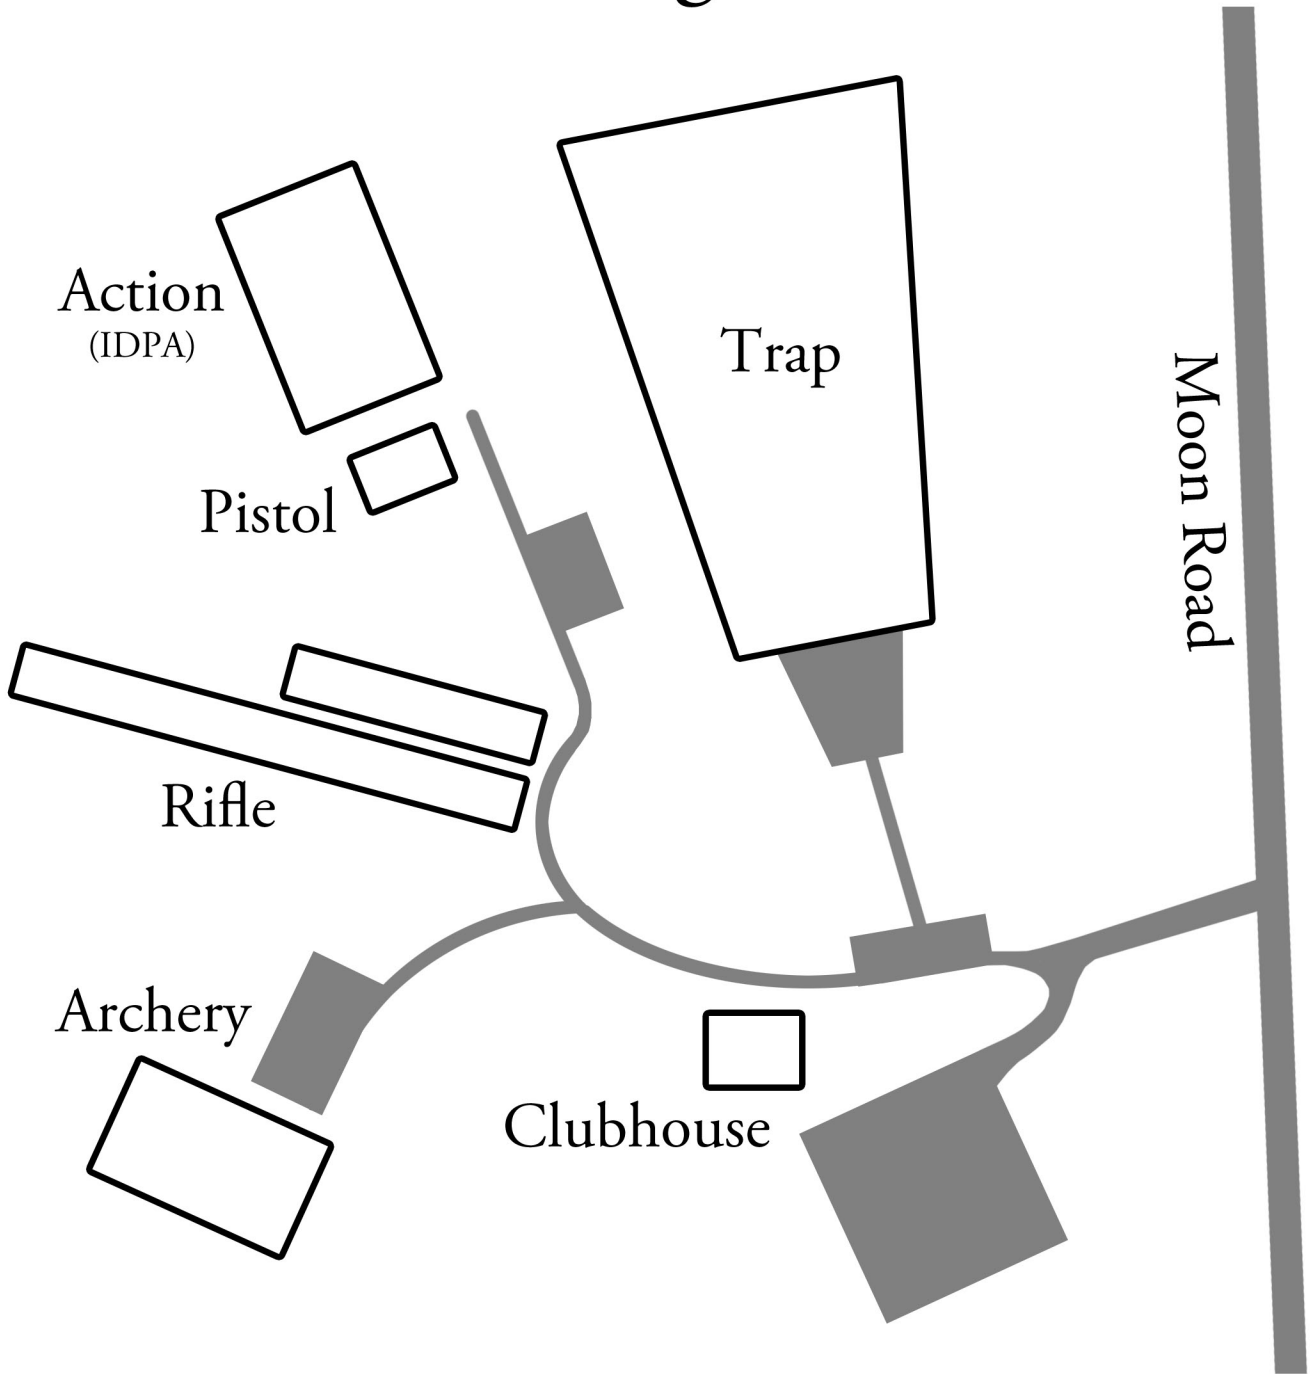 Action
(IDPA)
Trap
Moon Road
Pistol
Rifle
Archery
Clubhouse